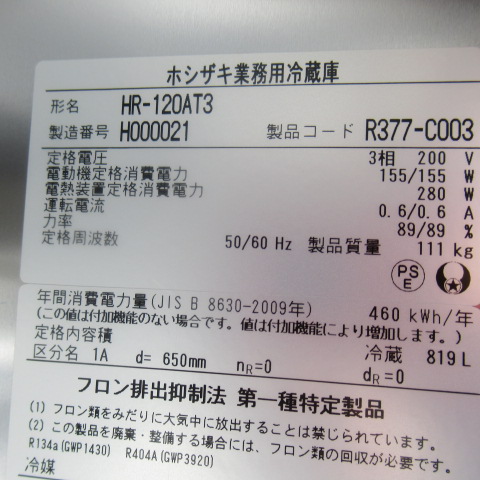 ホシザキ業務用冷蔵庫
形名 HR-120AT3
製造番号 H000021 製品コード R377-C003
定格電圧 3相 200 V
電動機定格消費電力 155/155 W
電熱装置定格消費電力 280 W
運転電流 0.6/0.6 A
力率 89/89 %
定格周波数 50/60 Hz 製品質量 111 kg
PS E
年間消費電力量(JIS B 8630-2009年) 460 kWh/年
(この値は付加機能のない場合です。値は付加機能により増加します。)
定格内容積 冷蔵 819 L
区分名 1A d= 650mm nR=0 dR=0
フロン排出抑制法 第一種特定製品
(1) フロン類をみだりに大気中に放出することは禁じられています。
(2) この製品を廃棄・整備する場合には、フロン類の回収が必要です。
R134a(GWP1430) R404A(GWP3920)
冷媒